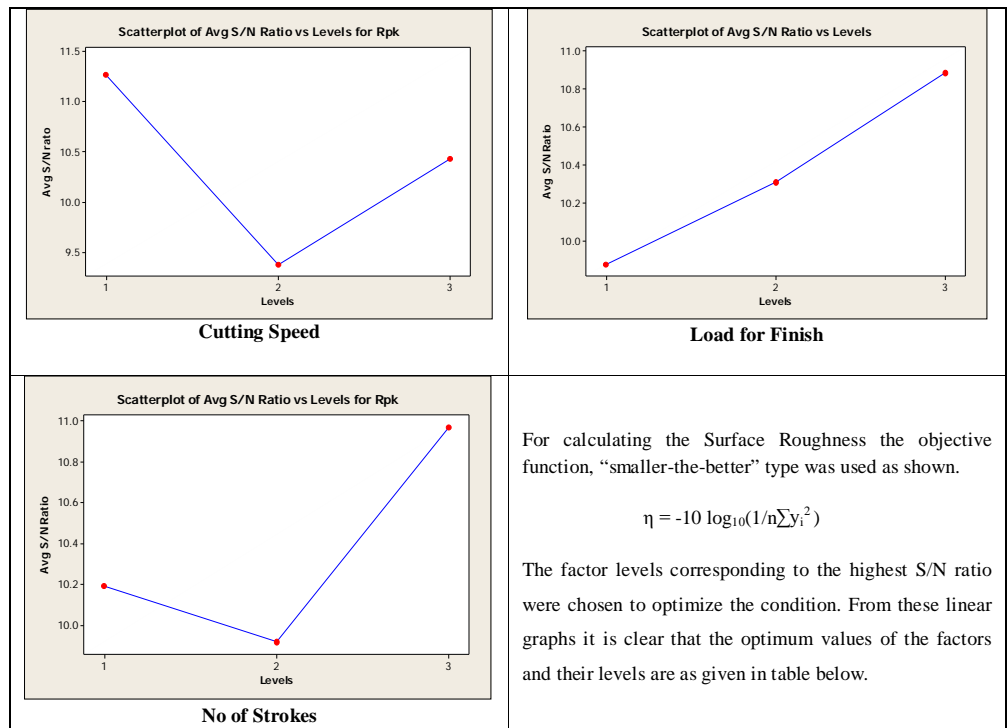 Scatterplot of Avg S/N Ratio vs Levels for Rpk
11.5
11.0
10.5
10.0
9.5
Avg S/N rato
1 2 3
Levels
Cutting Speed
Scatterplot of Avg S/N Ratio vs Levels
11.0
10.8
10.6
10.4
10.2
10.0
Avg S/N Ratio
1 2 3
Levels
Load for Finish
Scatterplot of Avg S/N Ratio vs Levels for Rpk
11.0
10.8
10.6
10.4
10.2
10.0
Avg S/N Ratio
1 2 3
Levels
No of Strokes
For calculating the Surface Roughness the objective
function, “smaller-the-better” type was used as shown.
η = -10 log₁₀(1/n∑yᵢ²)
The factor levels corresponding to the highest S/N ratio
were chosen to optimize the condition. From these linear
graphs it is clear that the optimum values of the factors
and their levels are as given in table below.